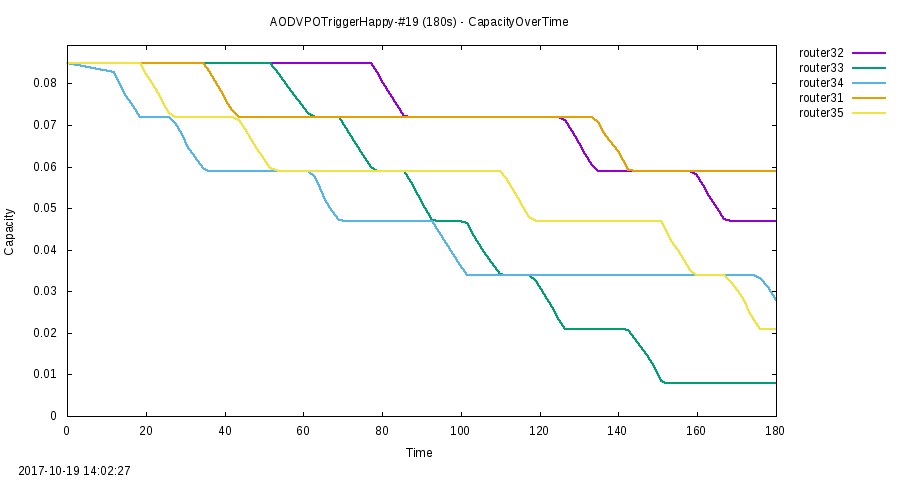 AODVPOTriggerHappy-#19 (180s) - CapacityOverTime
router32
router33
router34
router31
router35
0.08
0.07
0.06
0.05
0.04
0.03
0.02
0.01
0
Capacity
0 20 40 60 80 100 120 140 160 180
Time
2017-10-19 14:02:27